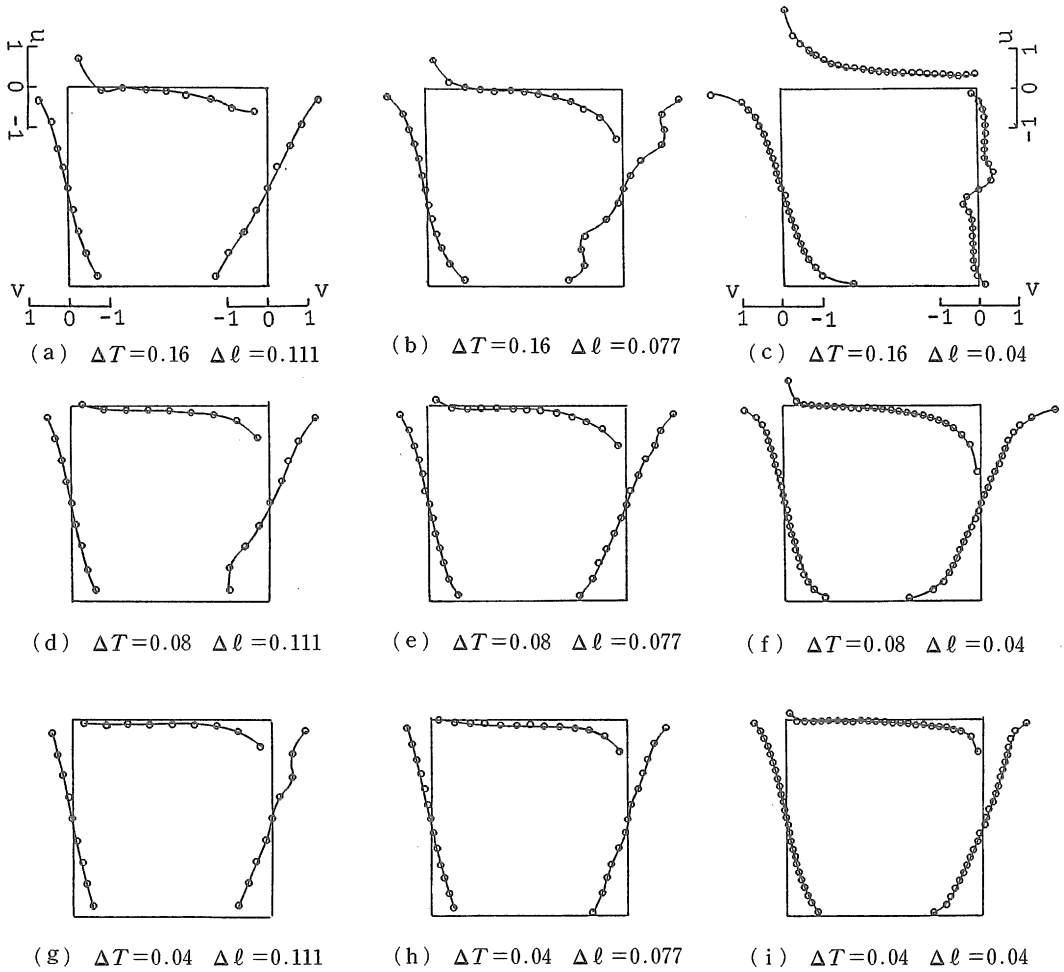 u
1
0
-1
u
1
0
-1
V
1 0 -1
V
-1 0 1
V
1 0 -1
V
-1 0 1
(a) ΔT=0.16 Δℓ=0.111
(b) ΔT=0.16 Δℓ=0.077
(c) ΔT=0.16 Δℓ=0.04
(d) ΔT=0.08 Δℓ=0.111
(e) ΔT=0.08 Δℓ=0.077
(f) ΔT=0.08 Δℓ=0.04
(g) ΔT=0.04 Δℓ=0.111
(h) ΔT=0.04 Δℓ=0.077
(i) ΔT=0.04 Δℓ=0.04